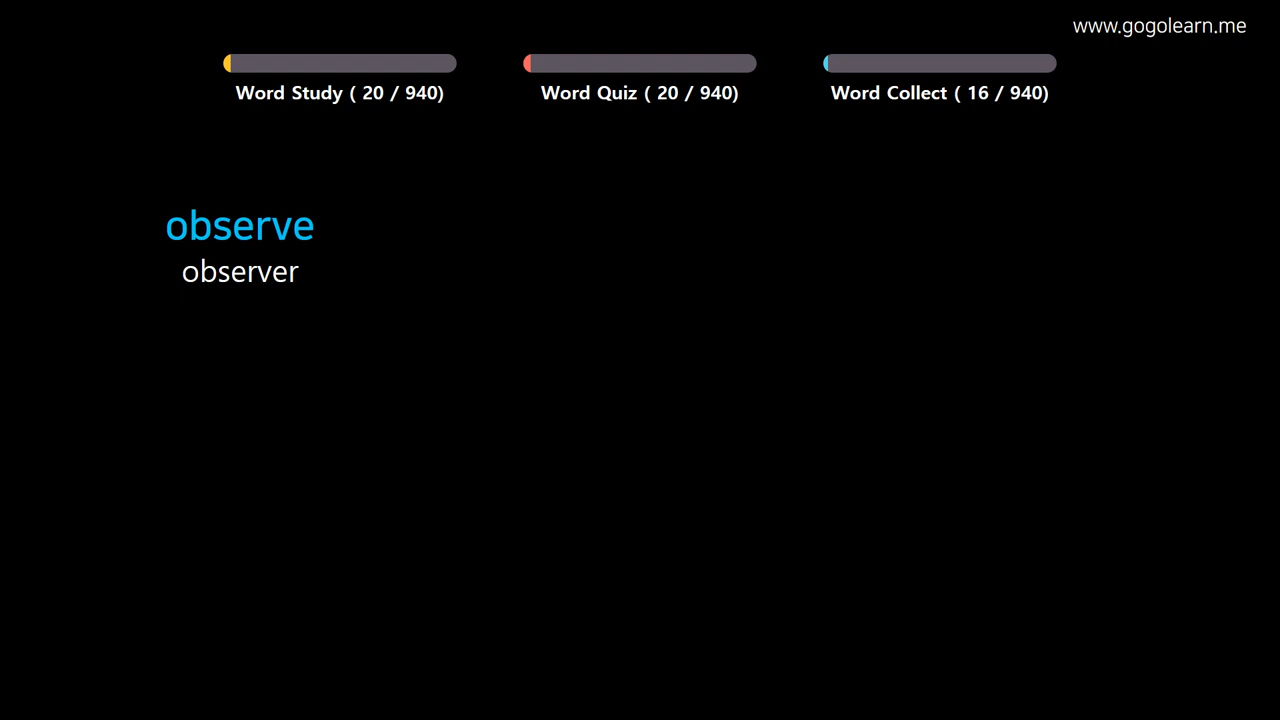 www.gogolearn.me
Word Study ( 20 / 940)
Word Quiz ( 20 / 940)
Word Collect ( 16 / 940)
observe
observer